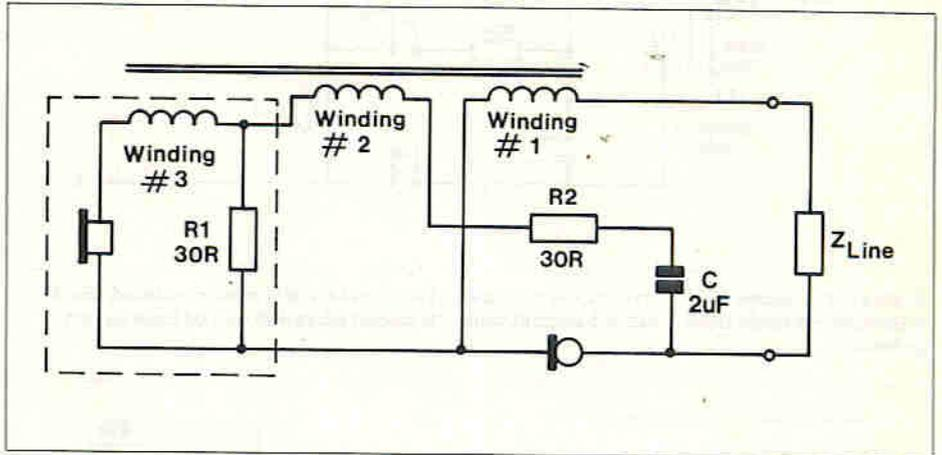 Winding
# 3
R1
30R
Winding
# 2
Winding
# 1
R2
30R
C
2uF
Z Line